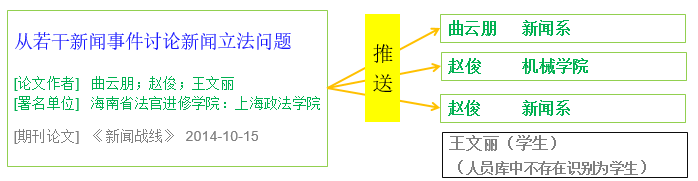 从若干新闻事件讨论新闻立法问题
[论文作者] 曲云朋；赵俊；王文丽
[署名单位] 海南省法官进修学院：上海政法学院
[期刊论文] 《新闻战线》 2014-10-15
推送
曲云朋 新闻系
赵俊 机械学院
赵俊 新闻系
王文丽（学生）
（人员库中不存在识别为学生）